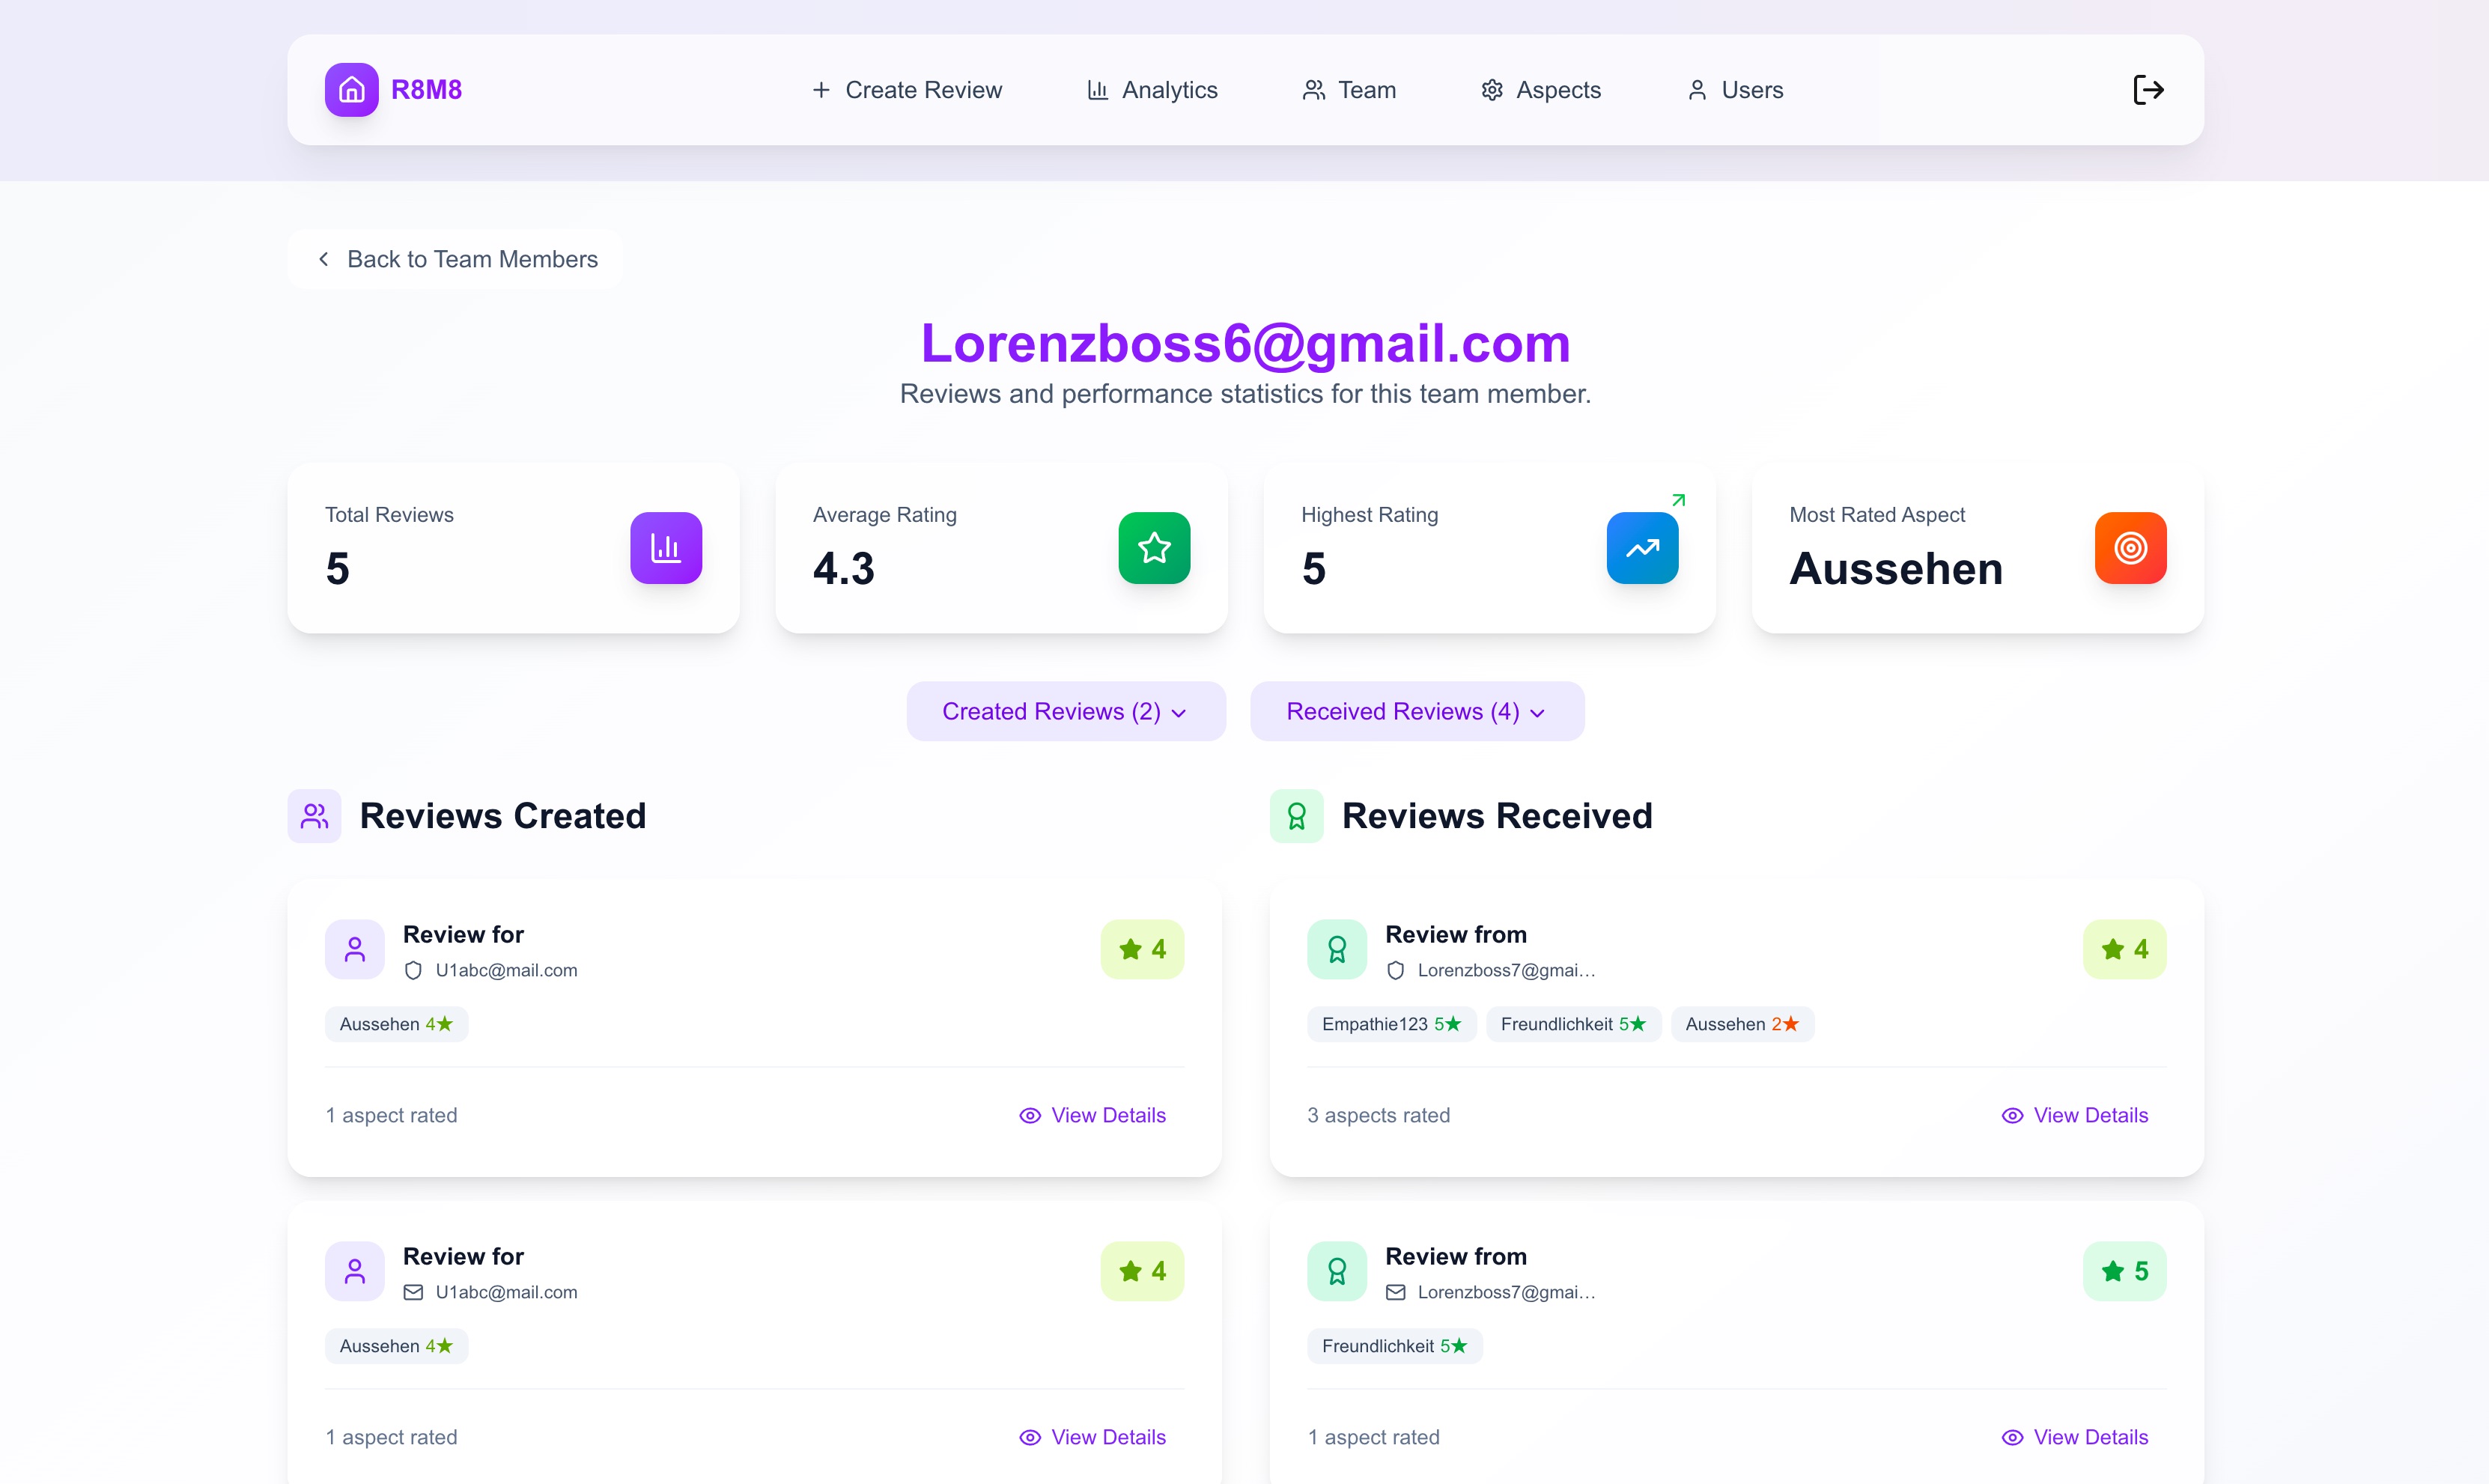 R8M8
Create Review
Analytics
Team
Aspects
Users
Back to Team Members
Lorenzboss6@gmail.com
Reviews and performance statistics for this team member.
Total Reviews
5
Average Rating
4.3
Highest Rating
5
Most Rated Aspect
Aussehen
Created Reviews (2)
Received Reviews (4)
Reviews Created
Review for
4
U1abc@mail.com
Aussehen 4★
1 aspect rated
View Details
Review for
4
U1abc@mail.com
Aussehen 4★
1 aspect rated
View Details
Reviews Received
Review from
4
Lorenzboss7@gmai...
Empathie123 5★ Freundlichkeit 5★ Aussehen 2★
3 aspects rated
View Details
Review from
5
Lorenzboss7@gmai...
Freundlichkeit 5★
1 aspect rated
View Details